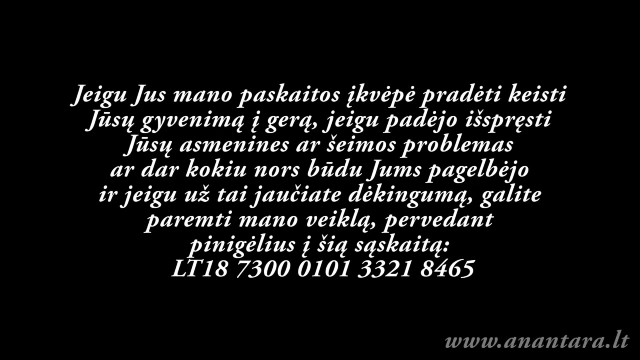 Jeigu Jus mano paskaitos įkvėpė pradėti keisti
Jūsų gyvenimą į gerą, jeigu padėjo išspręsti
Jūsų asmenines ar šeimos problemas
ar dar kokiu nors būdu Jums pagelbėjo
ir jeigu už tai jaučiate dėkingumą, galite
paremti mano veiklą, pervedant
pinigėlius į šią sąskaitą:
LT18 7300 0101 3321 8465
www.anantara.lt